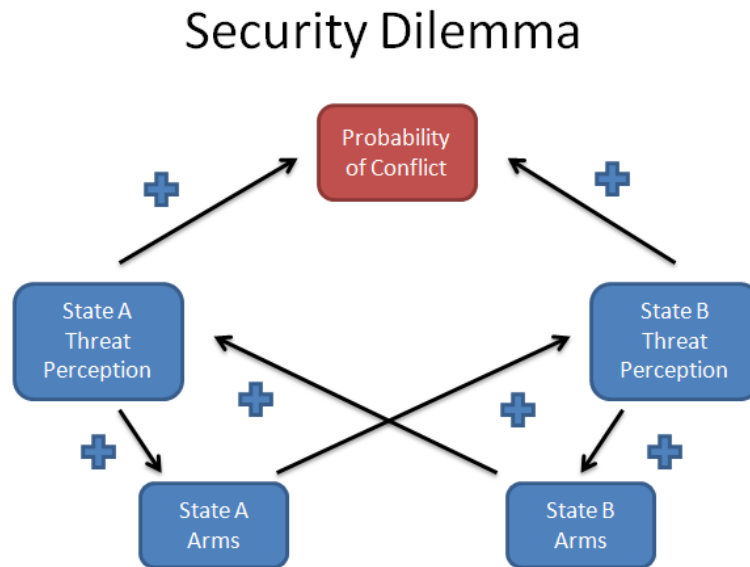 Security Dilemma
Probability
of Conflict
State A
Threat
Perception
State B
Threat
Perception
State A
Arms
State B
Arms